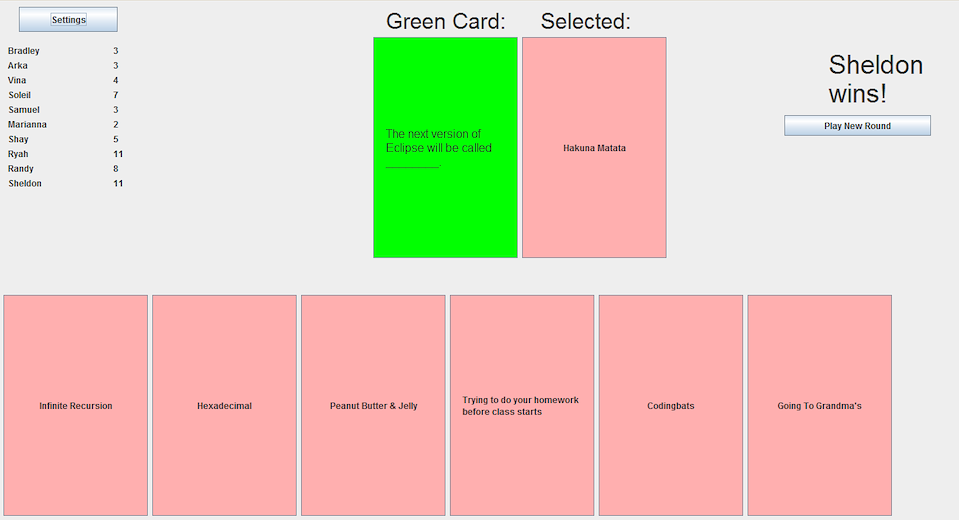 Settings
Green Card:
Selected:
Bradley 3
Arka 3
Vina 4
Soleil 7
Samuel 3
Marianna 2
Shay 5
Ryah 11
Randy 8
Sheldon 11
The next version of
Eclipse will be called
_________.
Hakuna Matata
Sheldon
wins!
Play New Round
Infinite Recursion
Hexadecimal
Peanut Butter & Jelly
Trying to do your homework
before class starts
Codingbats
Going To Grandma's